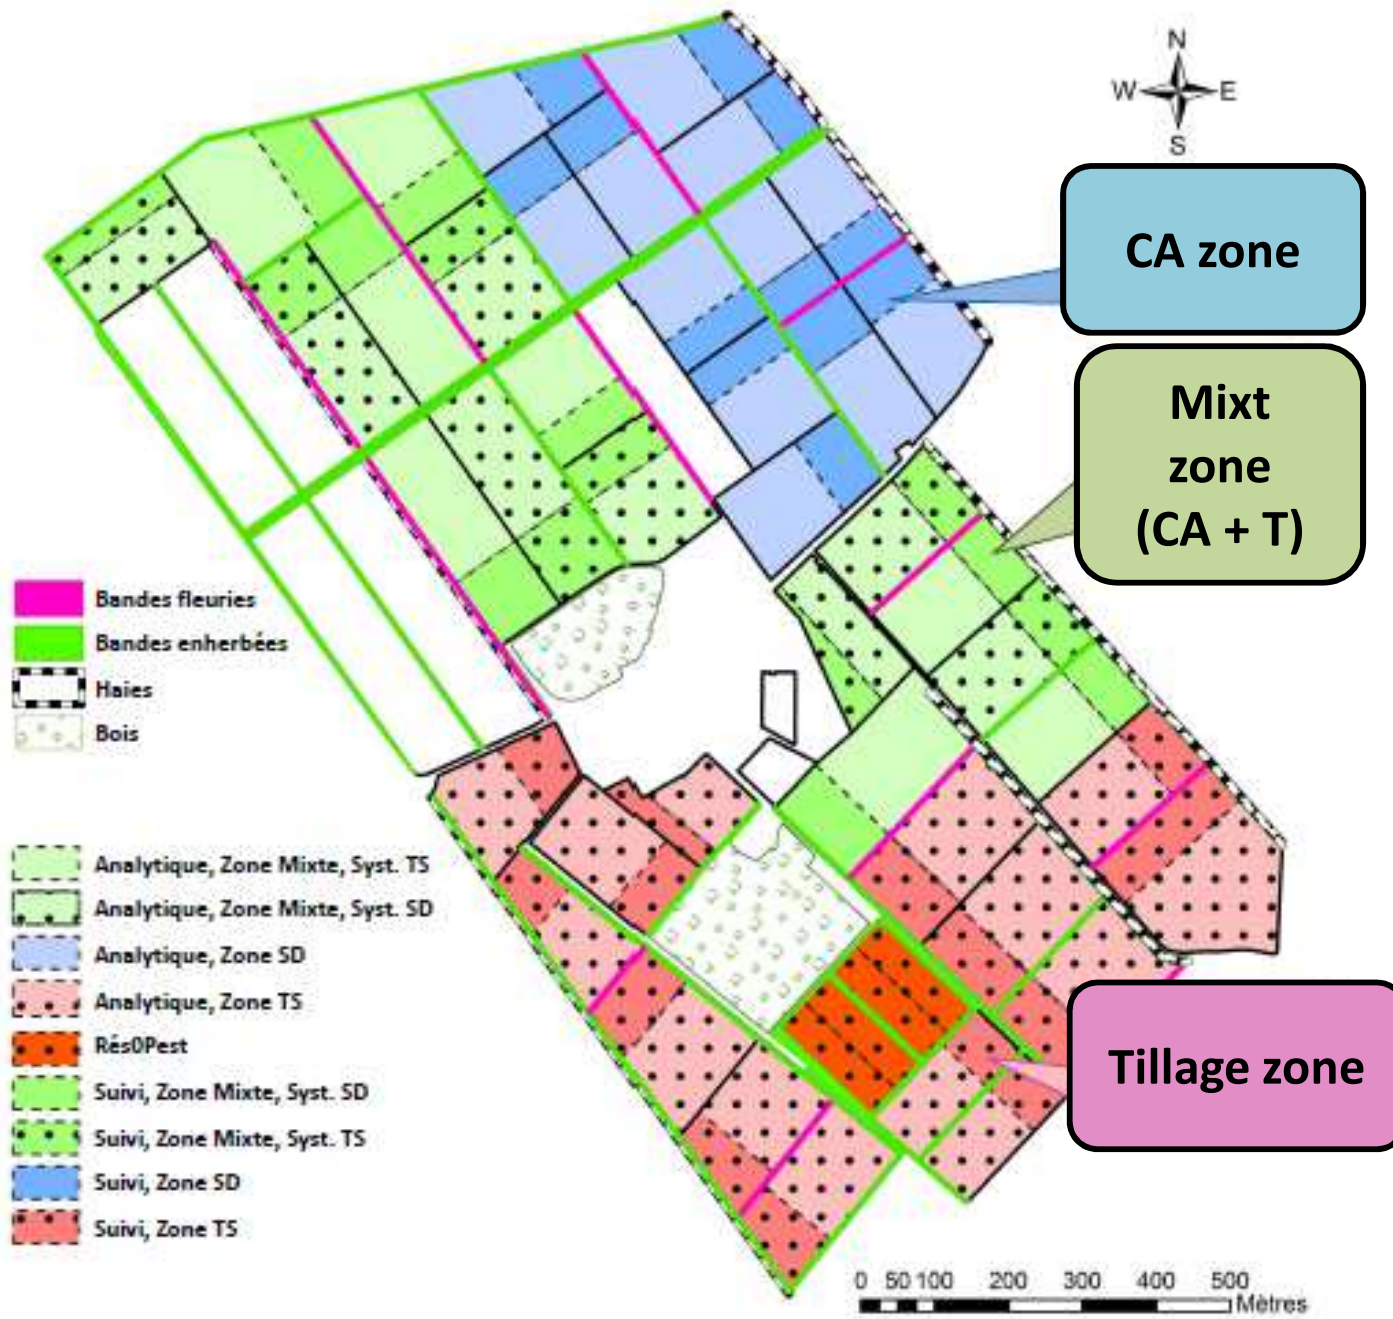 N
W
E
S
CA zone
Mixt
zone
(CA + T)
Bandes fleuries
Bandes enherbées
Haies
Bois
Analytique, Zone Mixte, Syst. TS
Analytique, Zone Mixte, Syst. SD
Analytique, Zone SD
Analytique, Zone TS
Rés0Pest
Suivi, Zone Mixte, Syst. SD
Suivi, Zone Mixte, Syst. TS
Suivi, Zone SD
Suivi, Zone TS
Tillage zone
0 50 100 200 300 400 500
Mètres